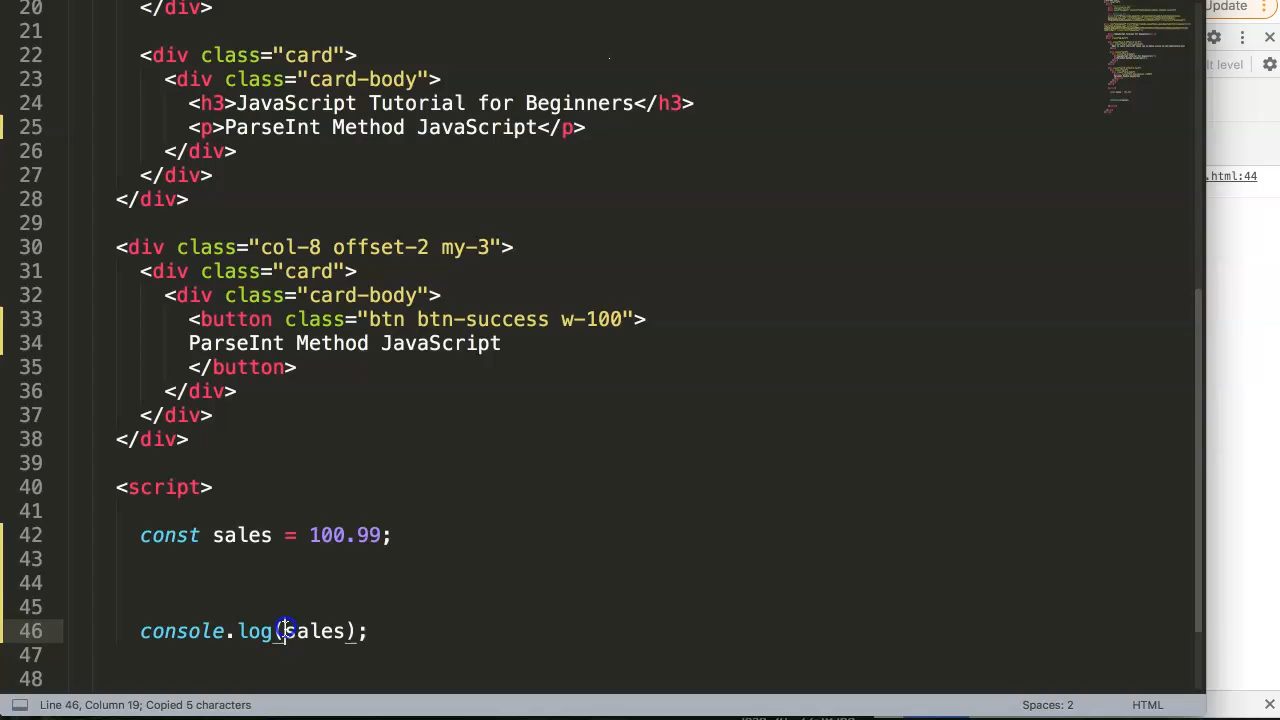 20 </div>
21
22 <div class="card">
23 <div class="card-body">
24 <h3>JavaScript Tutorial for Beginners</h3>
25 <p>ParseInt Method JavaScript</p>
26 </div>
27 </div>
28 </div>
29
30 <div class="col-8 offset-2 my-3">
31 <div class="card">
32 <div class="card-body">
33 <button class="btn btn-success w-100">
34 ParseInt Method JavaScript
35 </button>
36 </div>
37 </div>
38 </div>
39
40 <script>
41
42 const sales = 100.99;
43
44
45
46 console.log(sales);
47
48
Update
lt level
.html:44
Line 46, Column 19; Copied 5 characters
Spaces: 2
HTML